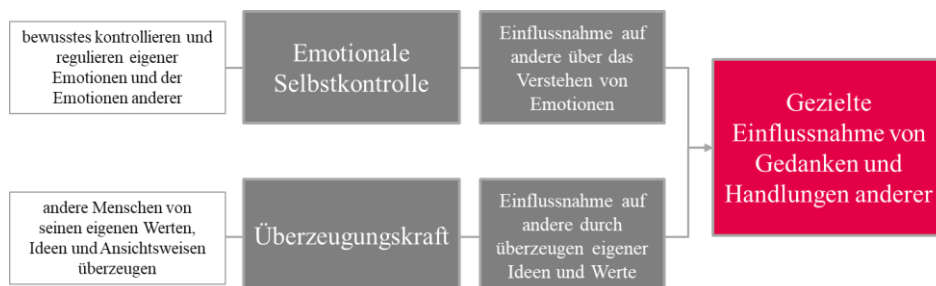 bewusstes kontrollieren und
regulieren eigener
Emotionen und der
Emotionen anderer
Emotionale
Selbstkontrolle
Einflussnahme auf
andere über das
Verstehen von
Emotionen
Gezielte
Einflussnahme von
Gedanken und
Handlungen anderer
andere Menschen von
seinen eigenen Werten,
Ideen und Ansichtsweisen
überzeugen
Überzeugungskraft
Einflussnahme auf
andere durch
überzeugen eigener
Ideen und Werte